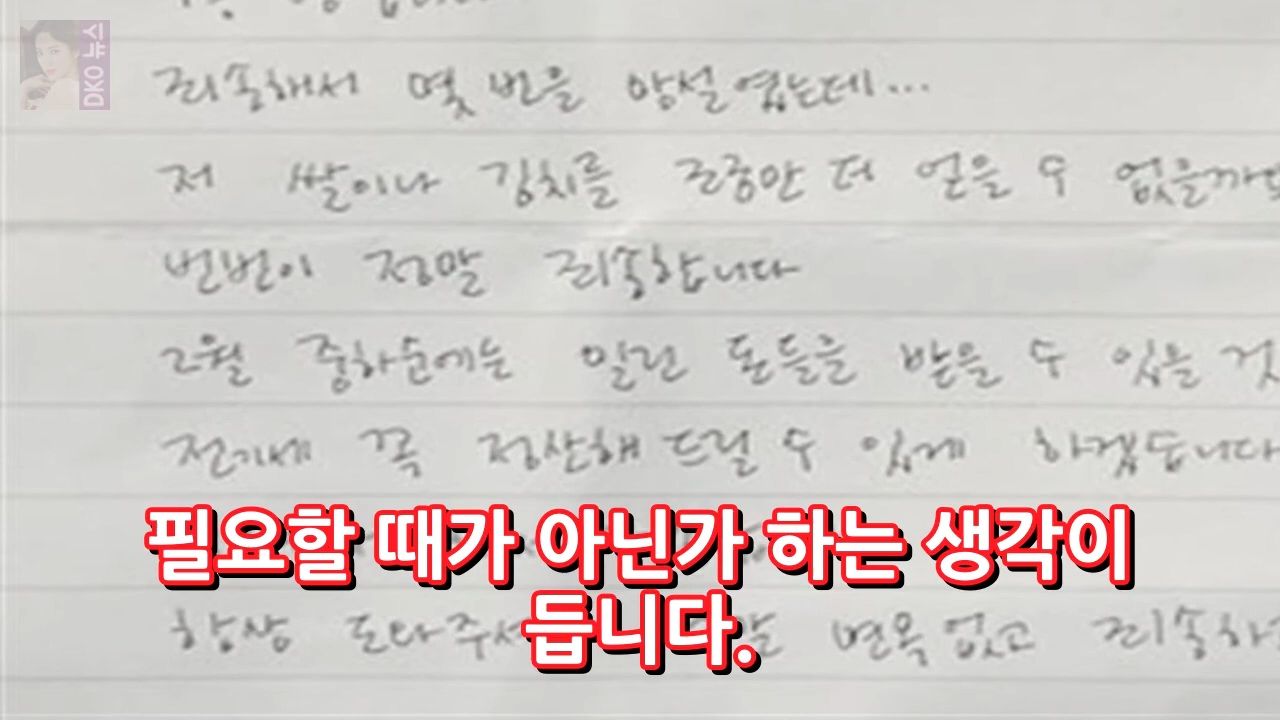 DKO 뉴스
죄송해서 몇 번을 망설였는데...
저 쌀이나 김치를 조금만 더 얻을 수 없을까요
번번이 정말 죄송합니다
2월 중하순에는 밀린 돈들을 받을 수 있을 것
전기세 꼭 정산해 드릴 수 있게 하겠습니다
필요할 때가 아닌가 하는 생각이
듭니다.
항상 도와주셔 면목 없고 죄송하